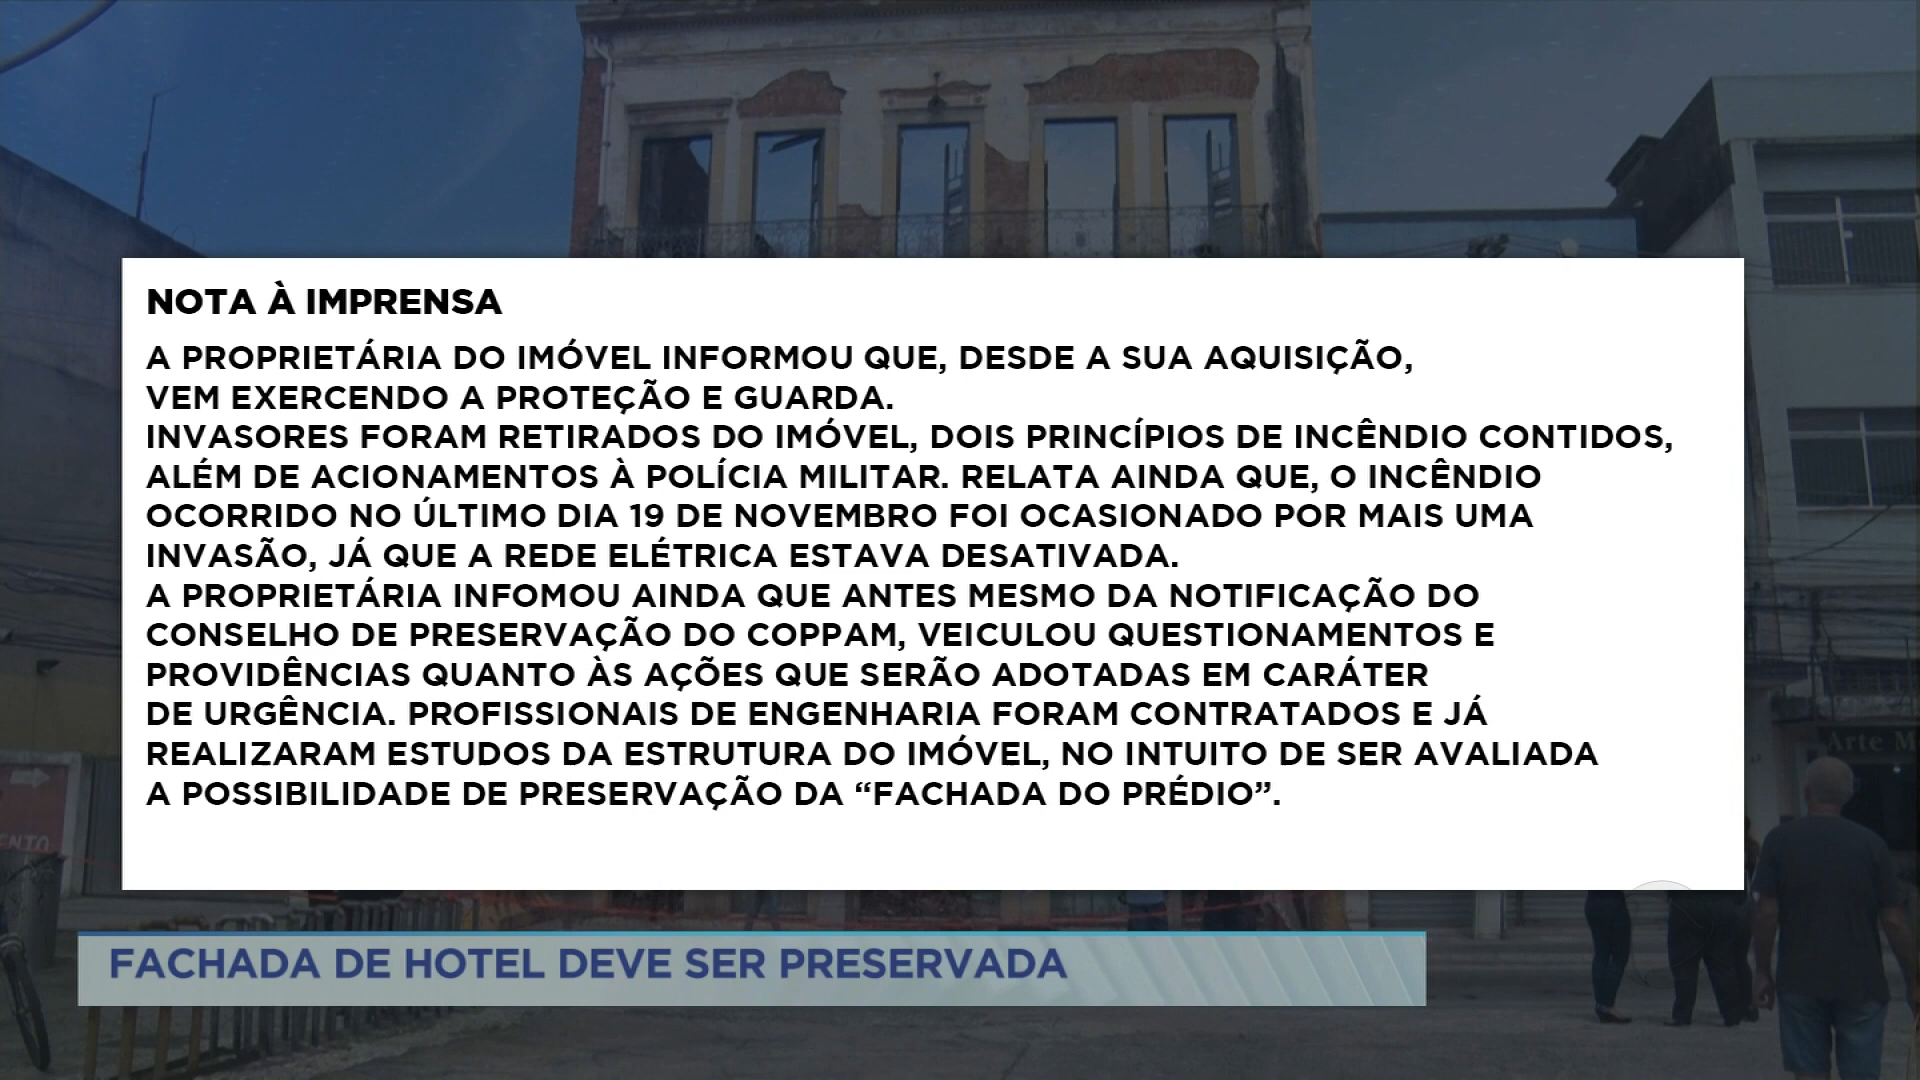 NOTA À IMPRENSA
A PROPRIETÁRIA DO IMÓVEL INFORMOU QUE, DESDE A SUA AQUISIÇÃO,
VEM EXERCENDO A PROTEÇÃO E GUARDA.
INVASORES FORAM RETIRADOS DO IMÓVEL, DOIS PRINCÍPIOS DE INCÊNDIO CONTIDOS,
ALÉM DE ACIONAMENTOS À POLÍCIA MILITAR. RELATA AINDA QUE, O INCÊNDIO
OCORRIDO NO ÚLTIMO DIA 19 DE NOVEMBRO FOI OCASIONADO POR MAIS UMA
INVASÃO, JÁ QUE A REDE ELÉTRICA ESTAVA DESATIVADA.
A PROPRIETÁRIA INFOMOU AINDA QUE ANTES MESMO DA NOTIFICAÇÃO DO
CONSELHO DE PRESERVAÇÃO DO COPPAM, VEICULOU QUESTIONAMENTOS E
PROVIDÊNCIAS QUANTO ÀS AÇÕES QUE SERÃO ADOTADAS EM CARÁTER
DE URGÊNCIA. PROFISSIONAIS DE ENGENHARIA FORAM CONTRATADOS E JÁ
REALIZARAM ESTUDOS DA ESTRUTURA DO IMÓVEL, NO INTUITO DE SER AVALIADA
A POSSIBILIDADE DE PRESERVAÇÃO DA “FACHADA DO PRÉDIO”.
Arte M
ENTO
FACHADA DE HOTEL DEVE SER PRESERVADA